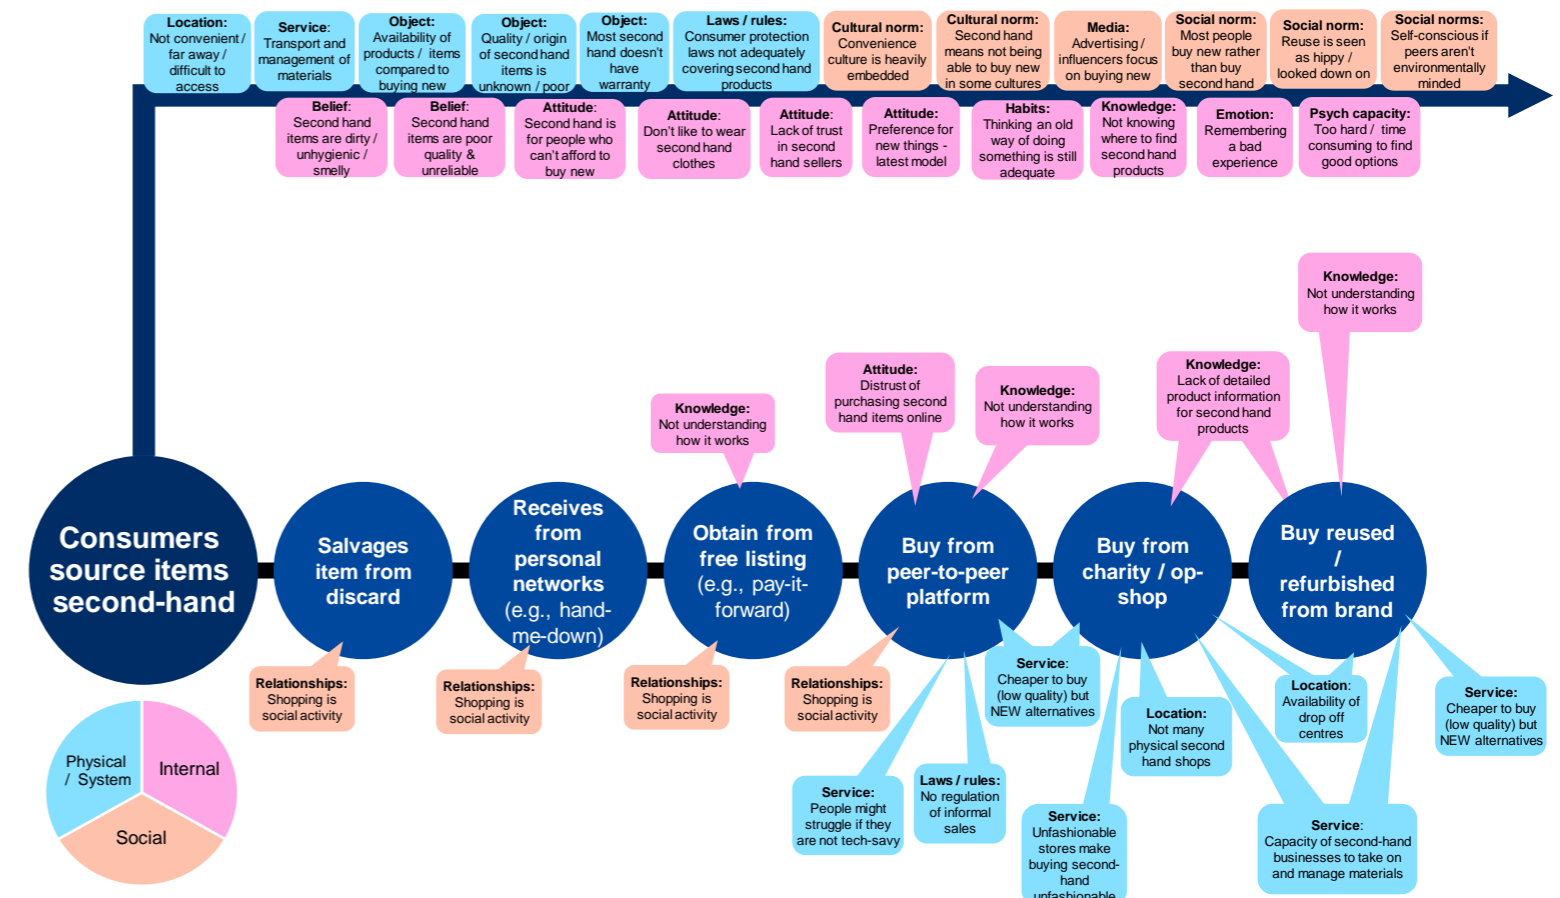 Location:
Not convenient /
far away /
difficult to
access
Service:
Transport and
management of
materials
Object:
Availability of
products / items
compared to
buying new
Object:
Quality / origin
of second hand
items is
unknown / poor
Object:
Most second
hand doesn't
have
warranty
Laws / rules:
Consumer protection
laws not adequately
covering second hand
products
Cultural norm:
Convenience
culture is heavily
embedded
Cultural norm:
Second hand
means not being
able to buy new
in some cultures
Media:
Advertising /
influencers focus
on buying new
Social norm:
Most people
buy new rather
than buy
second hand
Social norm:
Reuse is seen
as hippy /
looked down on
Social norms:
Self-conscious if
peers aren't
environmentally
minded
Belief:
Second hand
items are dirty /
unhygienic /
smelly
Belief:
Second hand
items are poor
quality &
unreliable
Attitude:
Second hand is
for people who
can't afford to
buy new
Attitude:
Don't like to wear
second hand
clothes
Attitude:
Lack of trust
in second
hand sellers
Attitude:
Preference for
new things -
latest model
Habits:
Thinking an old
way of doing
something is still
adequate
Knowledge:
Not knowing
where to find
second hand
products
Emotion:
Remembering
a bad
experience
Psych capacity:
Too hard / time
consuming to find
good options
Knowledge:
Not understanding
how it works
Attitude:
Distrust of
purchasing second
hand items online
Knowledge:
Not understanding
how it works
Knowledge:
Lack of detailed
product information
for second hand
products
Knowledge:
Not understanding
how it works
Consumers
source items
second-hand
Salvages
item from
discard
Receives
from
personal
networks
(e.g., hand-
me-down)
Obtain from
free listing
(e.g., pay-it-
forward)
Buy from
peer-to-peer
platform
Buy from
charity / op-
shop
Buy reused
/
refurbished
from brand
Relationships:
Shopping is
social activity
Relationships:
Shopping is
social activity
Relationships:
Shopping is
social activity
Relationships:
Shopping is
social activity
Service:
Cheaper to buy
(low quality) but
NEW alternatives
Location:
Not many
physical second
hand shops
Location:
Availability of
drop off
centres
Service:
Cheaper to buy
(low quality) but
NEW alternatives
Service:
People might
struggle if they
are not tech-savy
Laws / rules:
No regulation
of informal
sales
Service:
Unfashionable
stores make
buying second-
hand
unfashionable
Service:
Capacity of second-hand
businesses to take on
and manage materials
Physical
/ System
Internal
Social